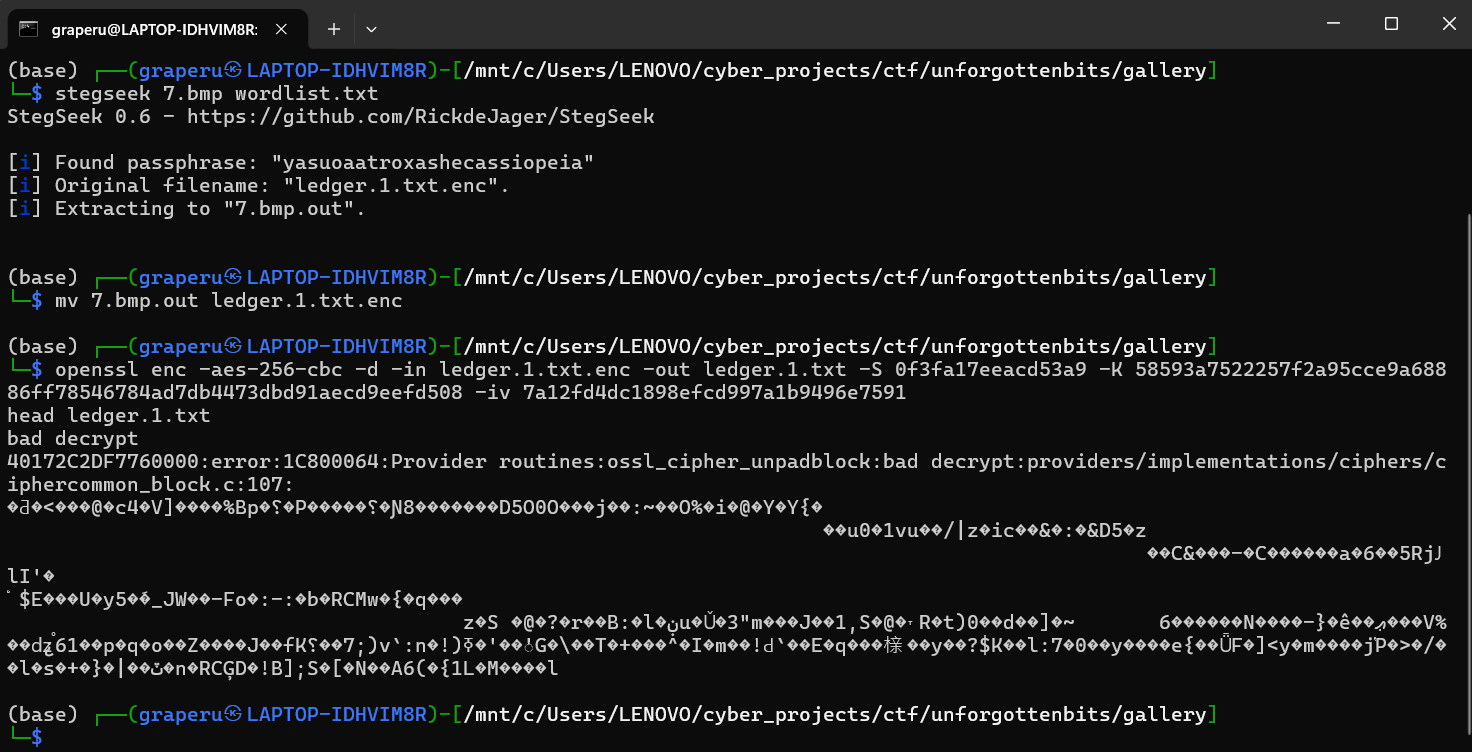 graperu@LAPTOP-IDHVIM8R:
(base) ┌──(graperu㉿LAPTOP-IDHVIM8R)-[/mnt/c/Users/LENOVO/cyber_projects/ctf/unforgottenbits/gallery]
└─$ stegseek 7.bmp wordlist.txt
StegSeek 0.6 - https://github.com/RickdeJager/StegSeek
[i] Found passphrase: "yasuoaatroxashecassiopeia"
[i] Original filename: "ledger.1.txt.enc".
[i] Extracting to "7.bmp.out".
(base) ┌──(graperu㉿LAPTOP-IDHVIM8R)-[/mnt/c/Users/LENOVO/cyber_projects/ctf/unforgottenbits/gallery]
└─$ mv 7.bmp.out ledger.1.txt.enc
(base) ┌──(graperu㉿LAPTOP-IDHVIM8R)-[/mnt/c/Users/LENOVO/cyber_projects/ctf/unforgottenbits/gallery]
└─$ openssl enc -aes-256-cbc -d -in ledger.1.txt.enc -out ledger.1.txt -S 0f3fa17eeacd53a9 -K 58593a7522257f2a95cce9a688
86ff78546784ad7db4473dbd91aecd9eefd508 -iv 7a12fd4dc1898efcd997a1b9496e7591
head ledger.1.txt
bad decrypt
40172C2DF7760000:error:1C800064:Provider routines:ossl_cipher_unpadblock:bad decrypt:providers/implementations/ciphers/c
iphercommon_block.c:107:
(base) ┌──(graperu㉿LAPTOP-IDHVIM8R)-[/mnt/c/Users/LENOVO/cyber_projects/ctf/unforgottenbits/gallery]
└─$